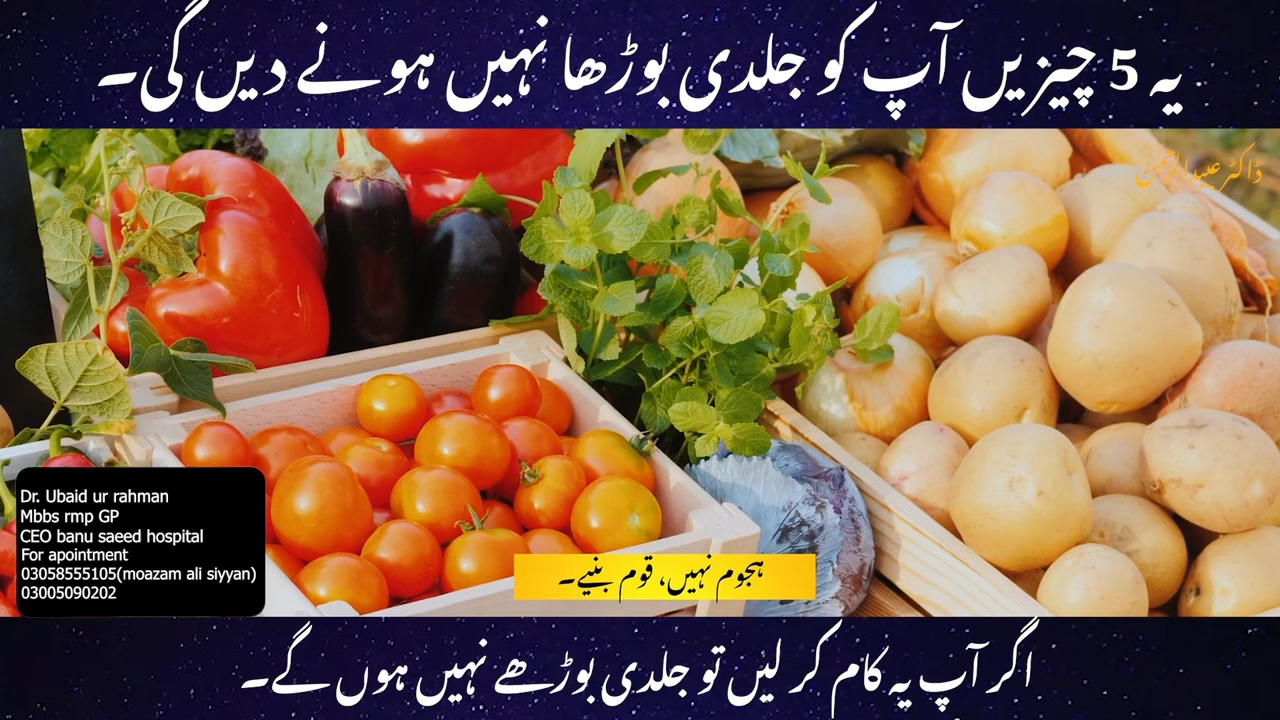 یہ 5 چیزیں آپ کو جلدی بوڑھا نہیں ہونے دیں گی۔
ڈاکٹر عبیدالرحمٰن
Dr. Ubaid ur rahman
Mbbs rmp GP
CEO banu saeed hospital
For apointment
03058555105(moazam ali siyyan)
03005090202
ہجوم نہیں، قوم بنیے۔
اگر آپ یہ کام کر لیں تو جلدی بوڑھے نہیں ہوں گے۔